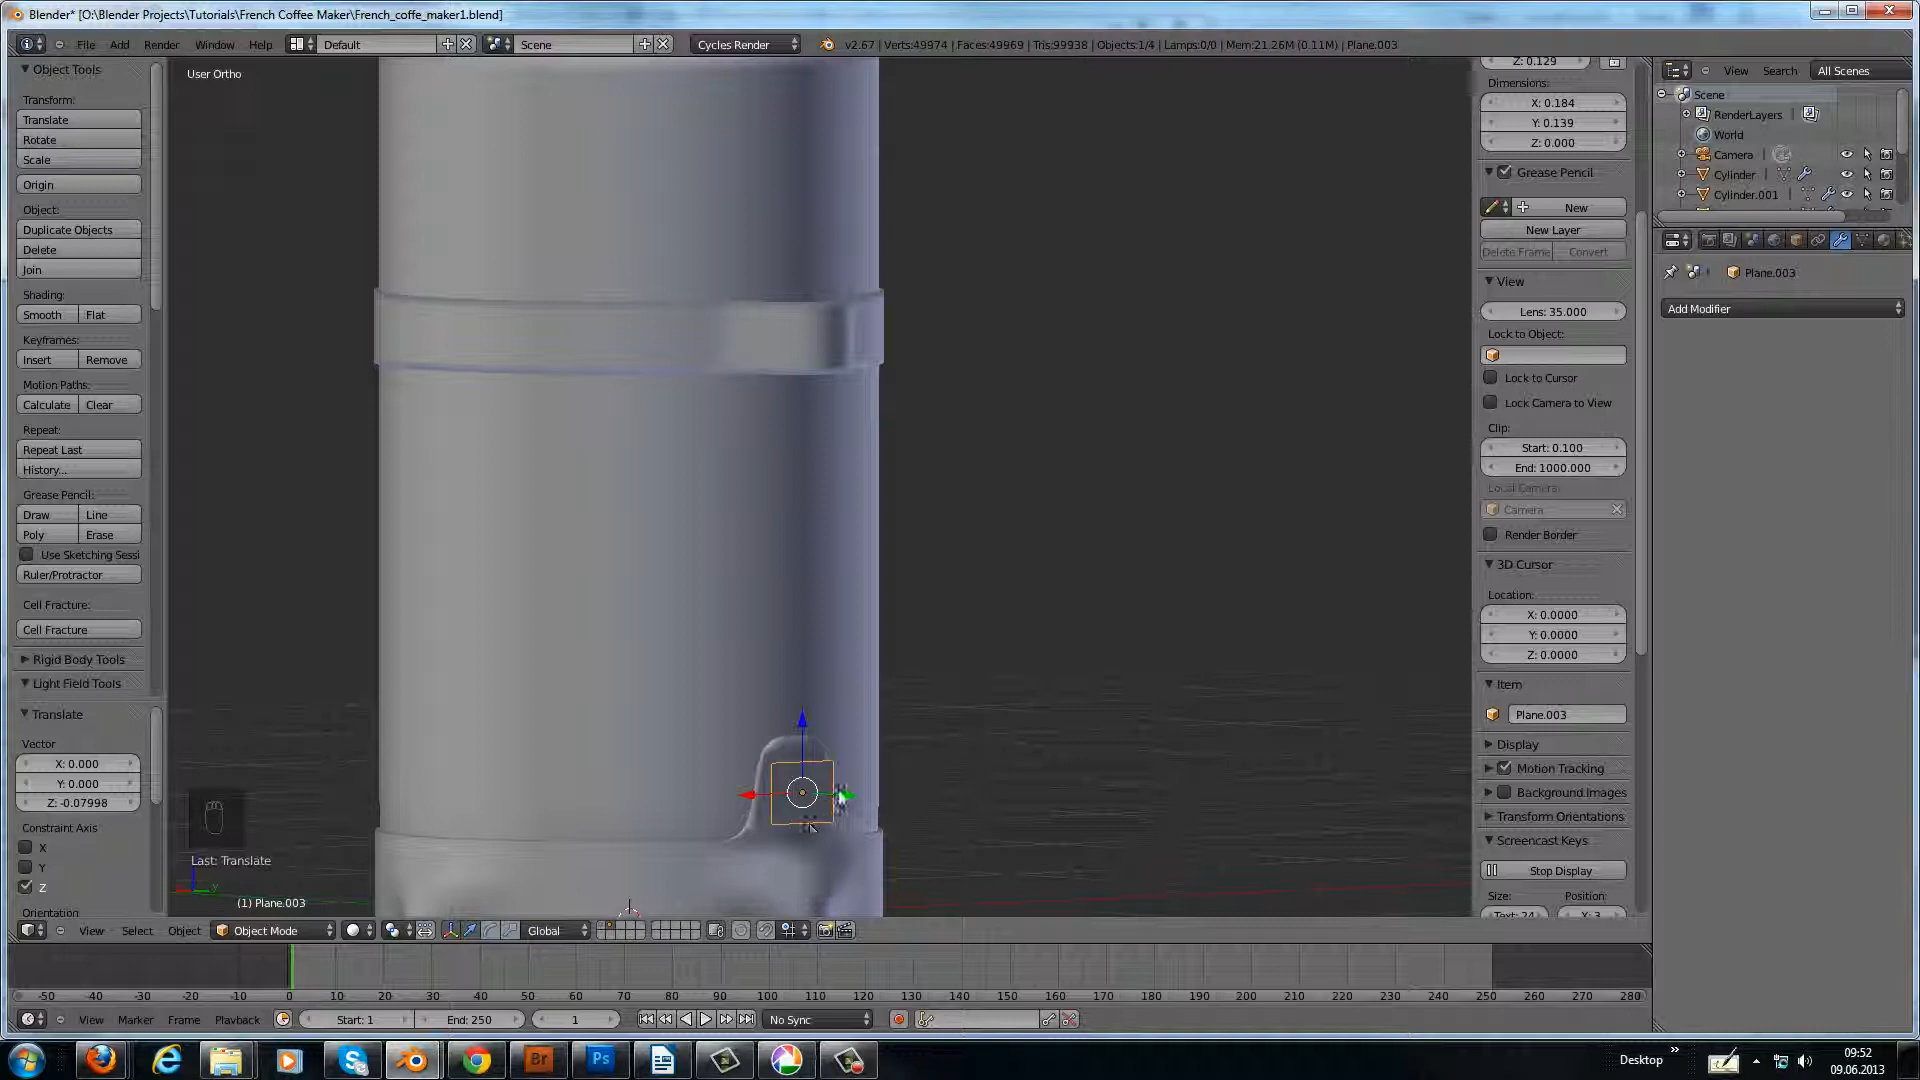 Blender* [O:\Blender Projects\Tutorials\French Coffee Maker\French_coffe_maker1.blend]
File Add Render Window Help Default Scene Cycles Render v2.67 | Verts:49974 | Faces:49969 | Tris:99938 | Objects:1/4 | Lamps:0/0 | Mem:21.26M (0.11M) | Plane.003
Object Tools
Transform:
Translate
Rotate
Scale
Origin
Object:
Duplicate Objects
Delete
Join
Shading:
Smooth Flat
Keyframes:
Insert Remove
Motion Paths:
Calculate Clear
Repeat:
Repeat Last
History...
Grease Pencil:
Draw Line
Poly Erase
Use Sketching Sessi
Ruler/Protractor
Cell Fracture:
Cell Fracture
Rigid Body Tools
Light Field Tools
Translate
Vector
X: 0.000
Y: 0.000
Z: -0.07998
Constraint Axis
X
Y
Z
Orientation
User Ortho
Last: Translate
(1) Plane.003
Z: 0.129
Dimensions:
X: 0.184
Y: 0.139
Z: 0.000
Grease Pencil
New
New Layer
Delete Frame Convert
View
Lens: 35.000
Lock to Object:
Lock to Cursor
Lock Camera to View
Clip:
Start: 0.100
End: 1000.000
Local Camera:
Camera
Render Border
3D Cursor
Location:
X: 0.0000
Y: 0.0000
Z: 0.0000
Item
Plane.003
Display
Motion Tracking
Background Images
Transform Orientations
Screencast Keys
Stop Display
Size: Position:
Text: 24 X: 3
View Search All Scenes
Scene
RenderLayers
World
Camera
Cylinder
Cylinder.001
Plane.003
Add Modifier
View Select Object Object Mode Global
-50 -40 -30 -20 -10 0 10 20 30 40 50 60 70 80 90 100 110 120 130 140 150 160 170 180 190 200 210 220 230 240 250 260 270 280
View Marker Frame Playback Start: 1 End: 250 1 No Sync
Br Ps Desktop 09:52
09.06.2013